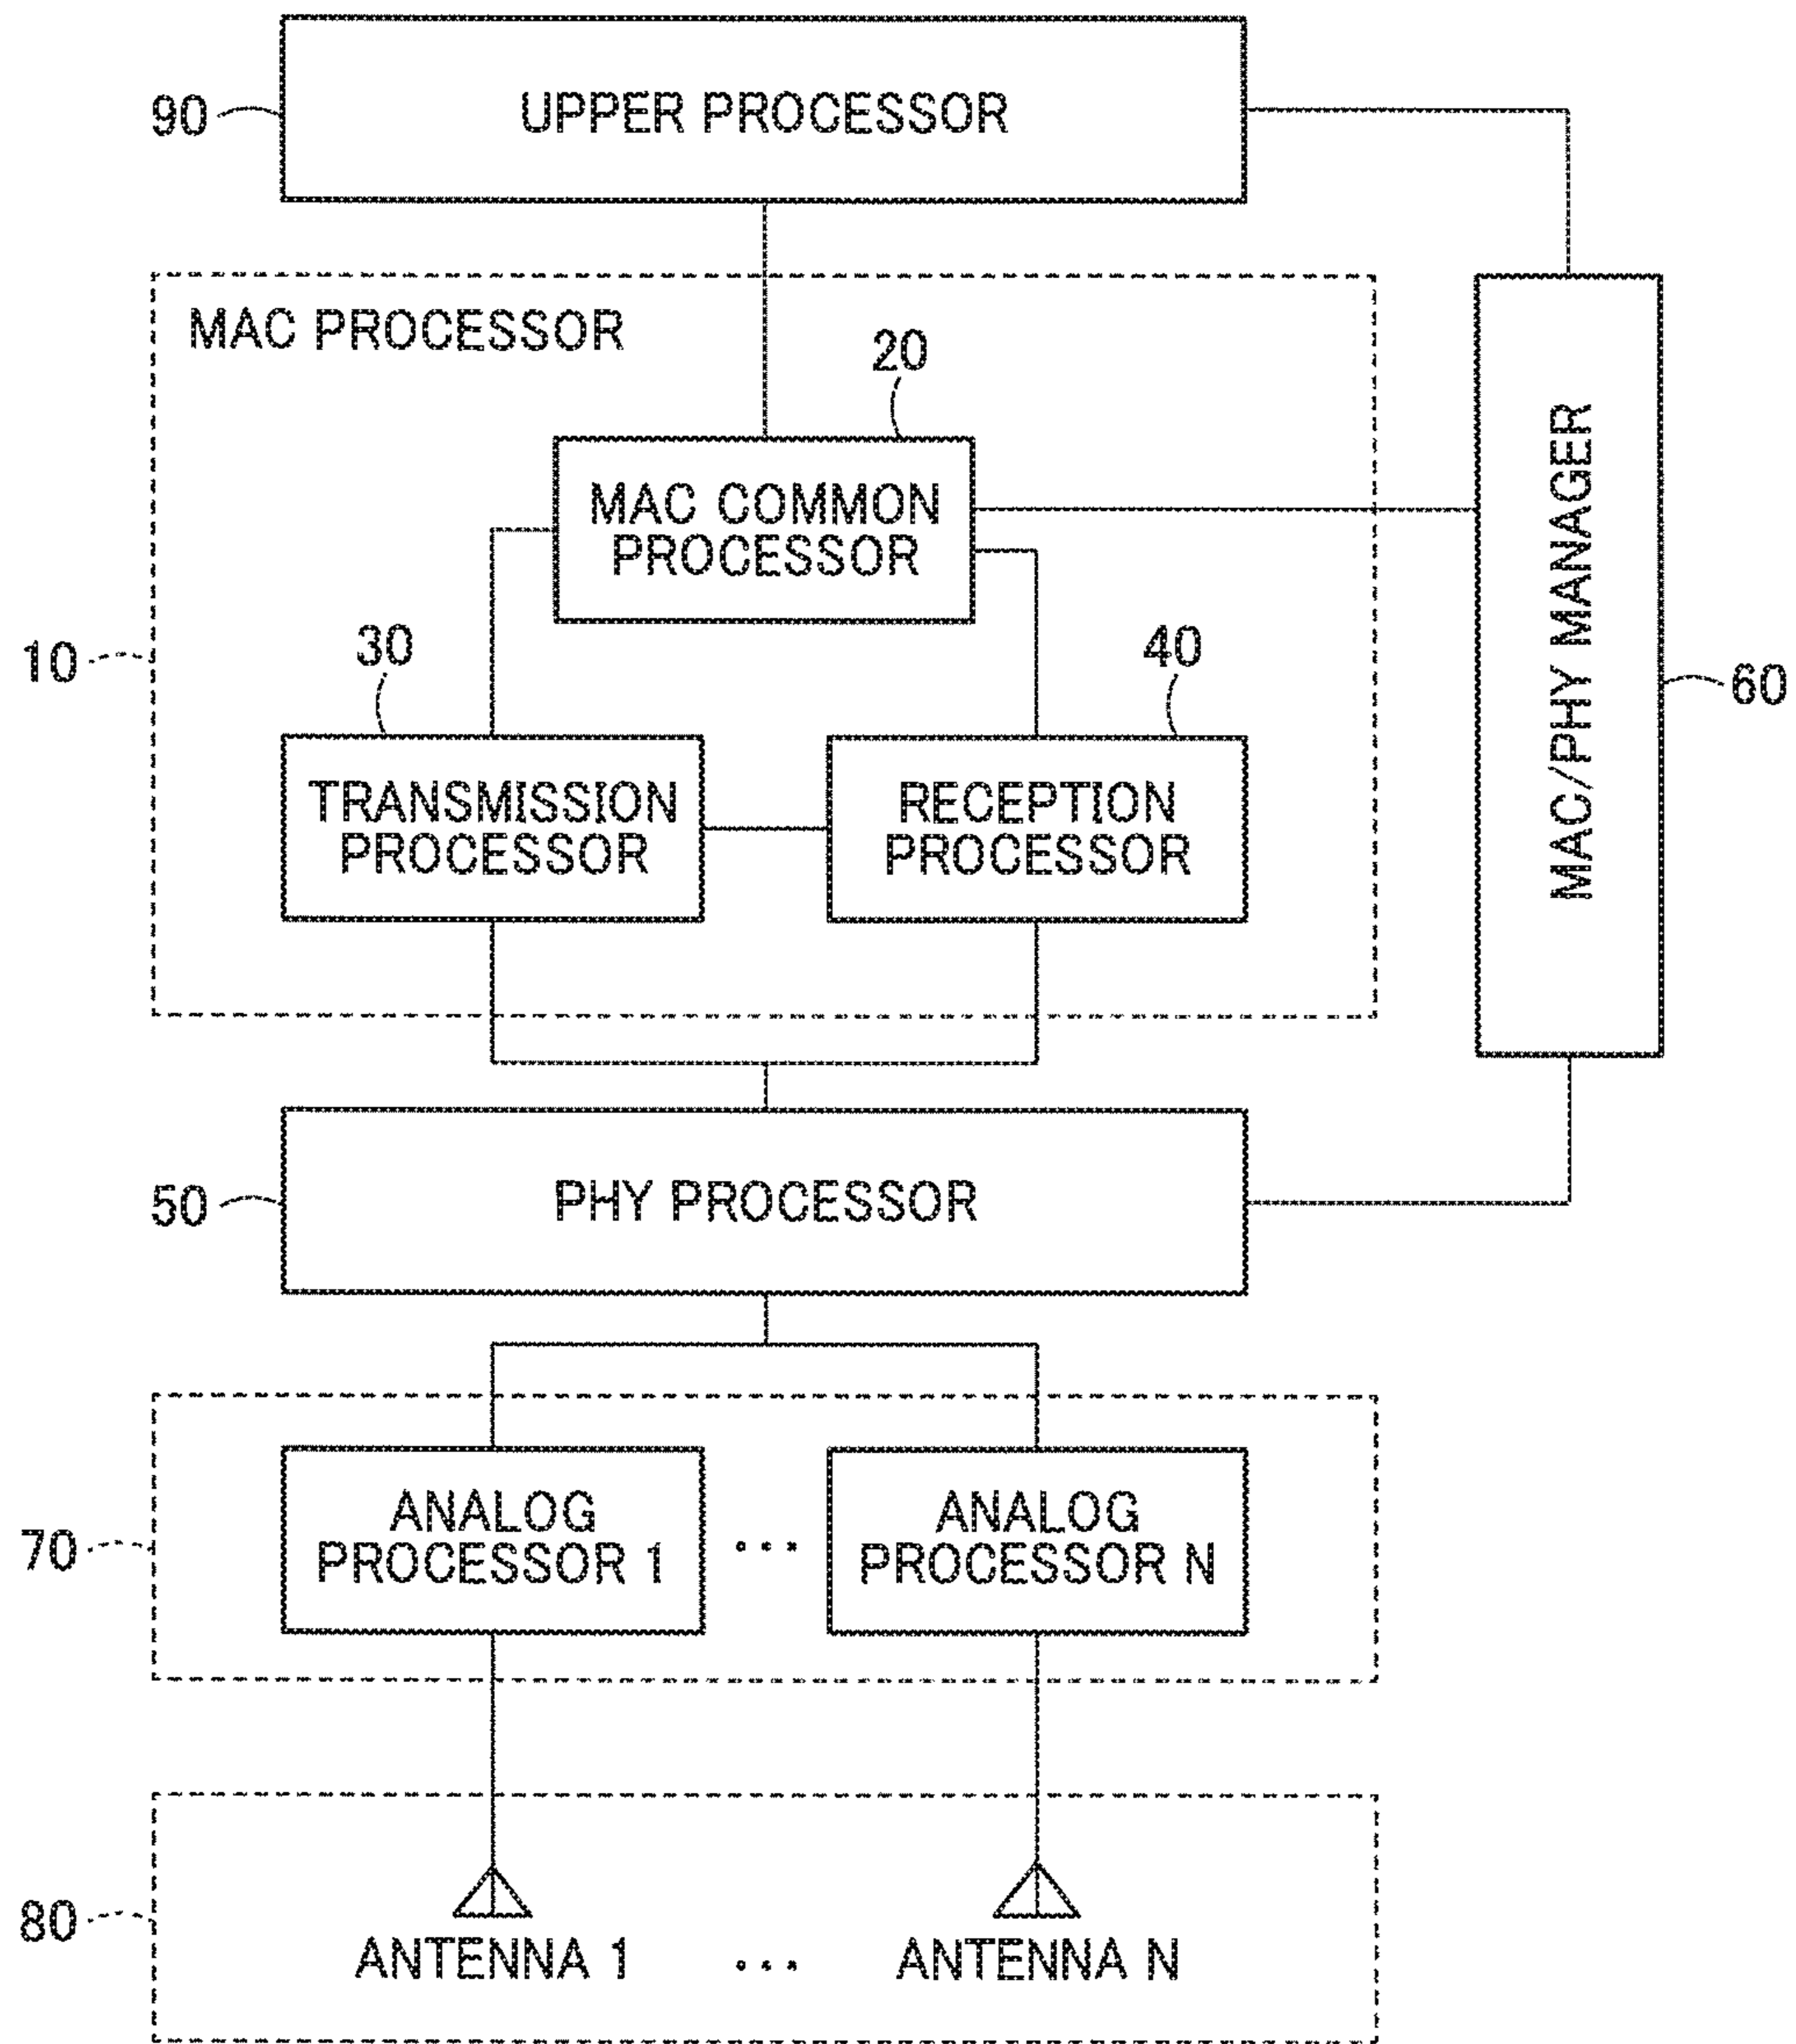 90
UPPER PROCESSOR
MAC PROCESSOR
20
MAC COMMON
PROCESSOR
10
30
40
TRANSMISSION
PROCESSOR
RECEPTION
PROCESSOR
MAC/PHY MANAGER
60
50
PHY PROCESSOR
70
ANALOG
PROCESSOR 1
...
ANALOG
PROCESSOR N
80
ANTENNA 1
...
ANTENNA N